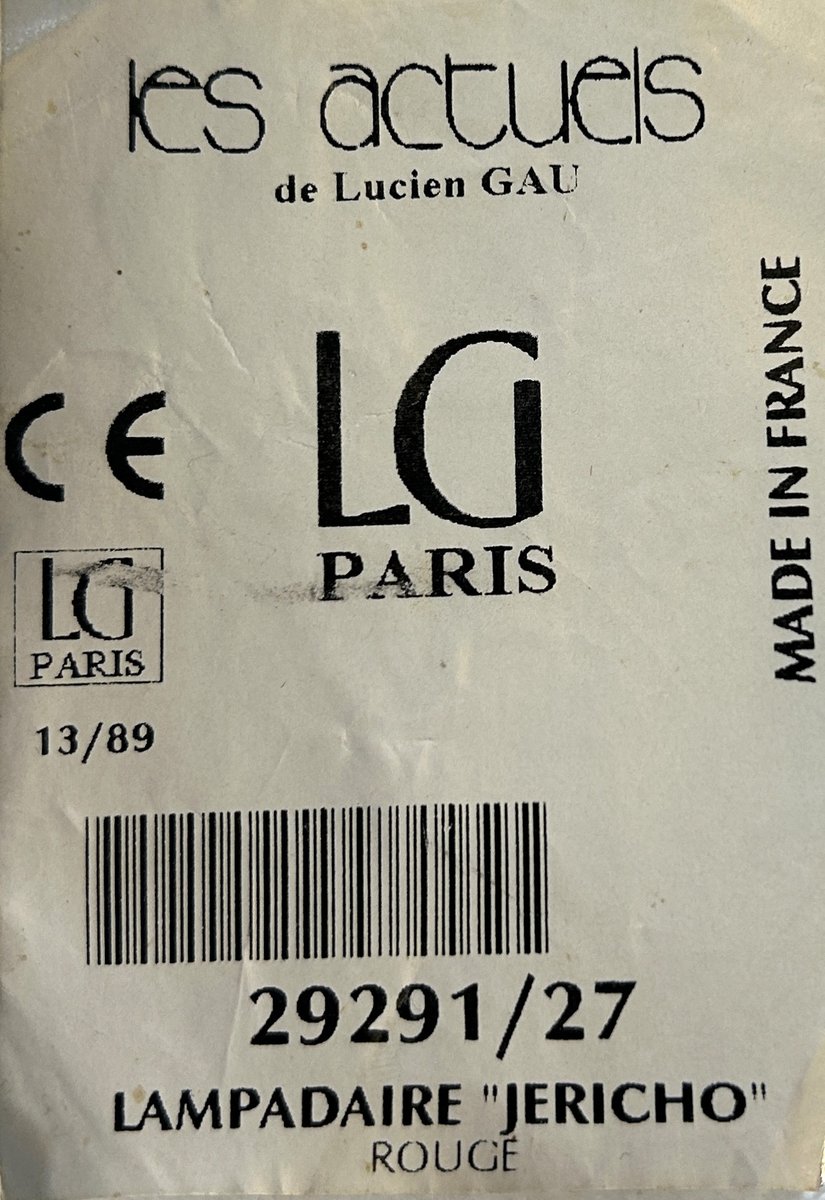 les actuels
de Lucien GAU
LG
PARIS
MADE IN FRANCE
CE
LG
PARIS
13/89
29291/27
LAMPADAIRE "JERICHO"
ROUGE